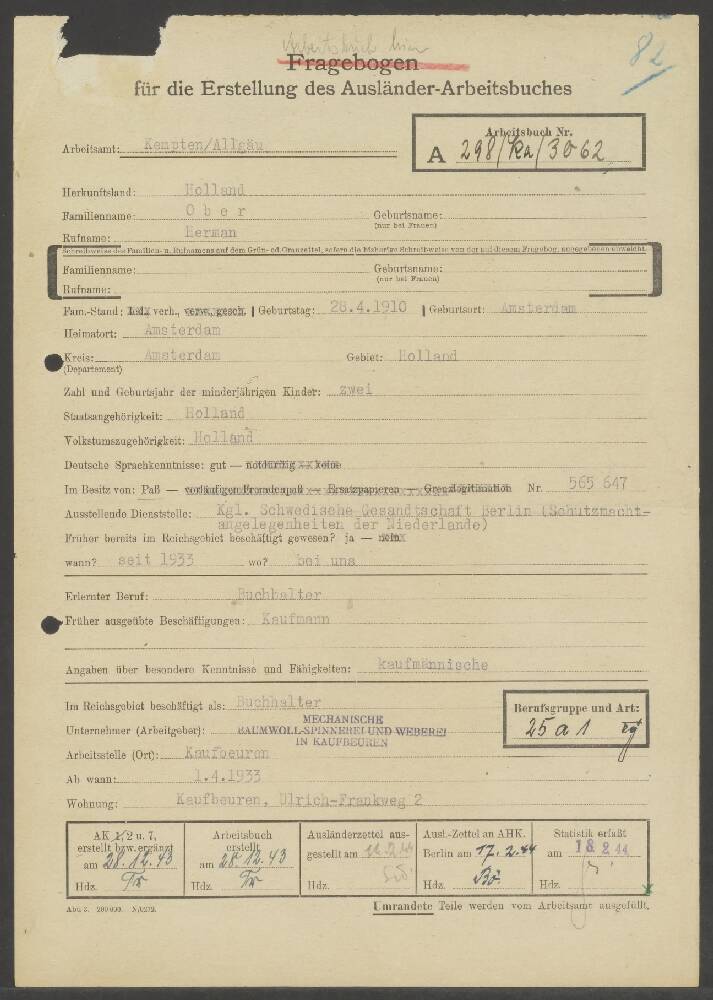 Arbeitsbuch hier
82
Fragebogen
für die Erstellung des Ausländer-Arbeitsbuches
Arbeitsamt: Kempten/Allgäu
Arbeitsbuch Nr.
A 298/Ka/3062
Herkunftsland: Holland
Familienname: Ober Geburtsname:
(nur bei Frauen)
Rufname: Herman
Familienname: Geburtsname:
(nur bei Frauen)
Rufname:
Fam.-Stand: led., verh., verw., gesch. | Geburtstag: 28.4.1910 | Geburtsort: Amsterdam
Heimatort: Amsterdam
Kreis: Amsterdam Gebiet: Holland
(Departement)
Zahl und Geburtsjahr der minderjährigen Kinder: zwei
Staatsangehörigkeit: Holland
Volkstumszugehörigkeit: Holland
Deutsche Sprachkenntnisse: gut — notdürftig — keine
Im Besitz von: Paß — vorläufigen Fremdenpaß — Ersatzpapieren — Grenzlegitimation Nr. 565 647
Ausstellende Dienststelle: Kgl. Schwedische Gesandtschaft Berlin (Schutzmacht-
angelegenheiten der Niederlande)
Früher bereits im Reichsgebiet beschäftigt gewesen? ja — nein
wann? seit 1933 wo? bei uns
Erlernter Beruf: Buchhalter
Früher ausgeübte Beschäftigungen: Kaufmann
Angaben über besondere Kenntnisse und Fähigkeiten: kaufmännische
Im Reichsgebiet beschäftigt als: Buchhalter
Berufsgruppe und Art:
25 a 1
Unternehmer (Arbeitgeber): MECHANISCHE
BAUMWOLL-SPINNEREI UND WEBEREI
IN KAUFBEUREN
Arbeitsstelle (Ort): Kaufbeuren
Ab wann: 1.4.1933
Wohnung: Kaufbeuren, Ulrich-Frankweg 2
AK 1, 2 u. 7,
erstellt bzw. ergänzt
am 28.12.43
Hdz. Tr
Arbeitsbuch
erstellt
am 28.12.43
Hdz. Tr
Ausländerzettel aus-
gestellt am
Hdz.
Ausl.-Zettel an AHK.
Berlin am 17.2.44
Hdz. Bö.
Statistik erfaßt
am 18 2 44
Hdz.
Umrandete Teile werden vom Arbeitsamt ausgefüllt.